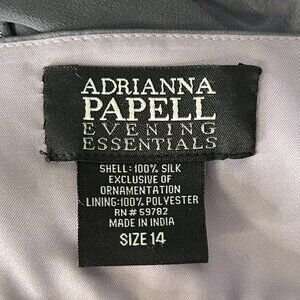 ADRIANNA
PAPELL
EVENING
ESSENTIALS
SHELL: 100% SILK
EXCLUSIVE OF
ORNAMENTATION
LINING: 100% POLYESTER
RN # 59782
MADE IN INDIA
SIZE 14